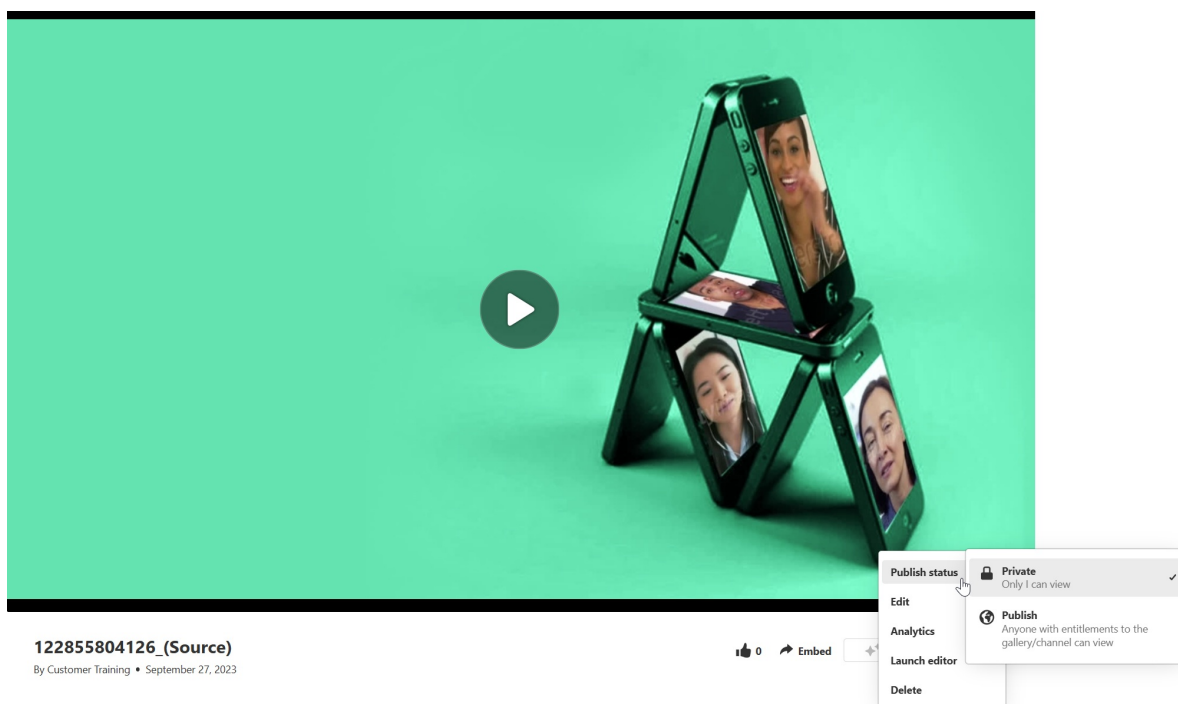 122855804126_(Source)
By Customer Training • September 27, 2023
0
Embed
Publish status
Edit
Analytics
Launch editor
Delete
Private
Only I can view
Publish
Anyone with entitlements to the
gallery/channel can view